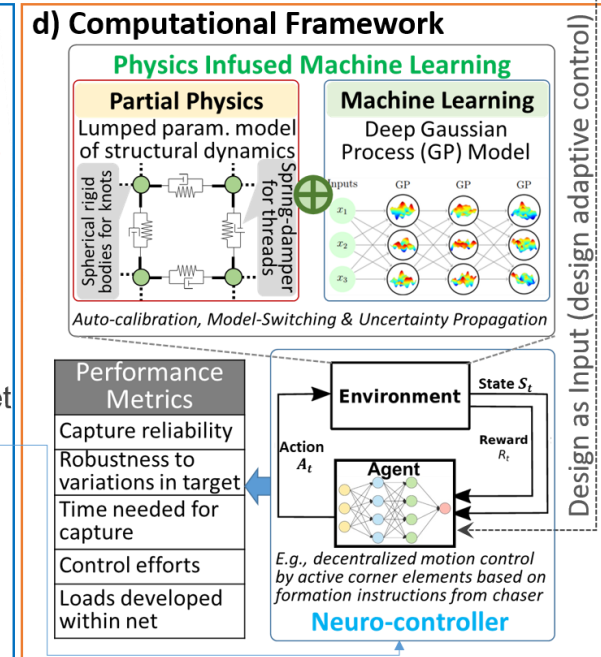 d) Computational Framework
Physics Infused Machine Learning
Partial Physics
Lumped param. model
of structural dynamics
Spherical rigid
bodies for knots
Spring-damper
for threads
Machine Learning
Deep Gaussian
Process (GP) Model
Inputs
GP
GP
GP
x₁
x₂
x₃
Auto-calibration, Model-Switching & Uncertainty Propagation
Performance
Metrics
Capture reliability
Robustness to
variations in target
Time needed for
capture
Control efforts
Loads developed
within net
Environment
State Sₜ
Reward
Rₜ
Action
Aₜ
Agent
E.g., decentralized motion control
by active corner elements based on
formation instructions from chaser
Neuro-controller
Design as Input (design adaptive control)